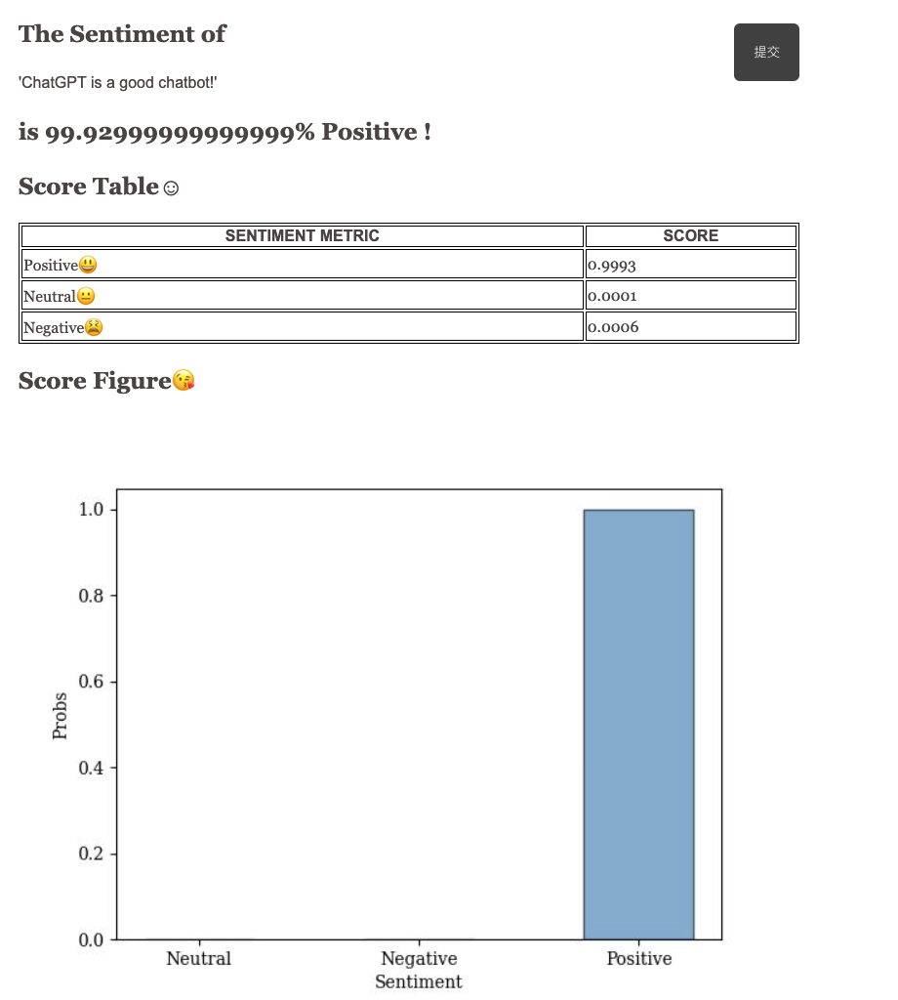 The Sentiment of
提交
'ChatGPT is a good chatbot!'
is 99.92999999999999% Positive !
Score Table☺
SENTIMENT METRIC SCORE
Positive😃 0.9993
Neutral😐 0.0001
Negative😫 0.0006
Score Figure😘
1.0
0.8
0.6
0.4
0.2
0.0
Probs
Neutral Negative Positive
Sentiment